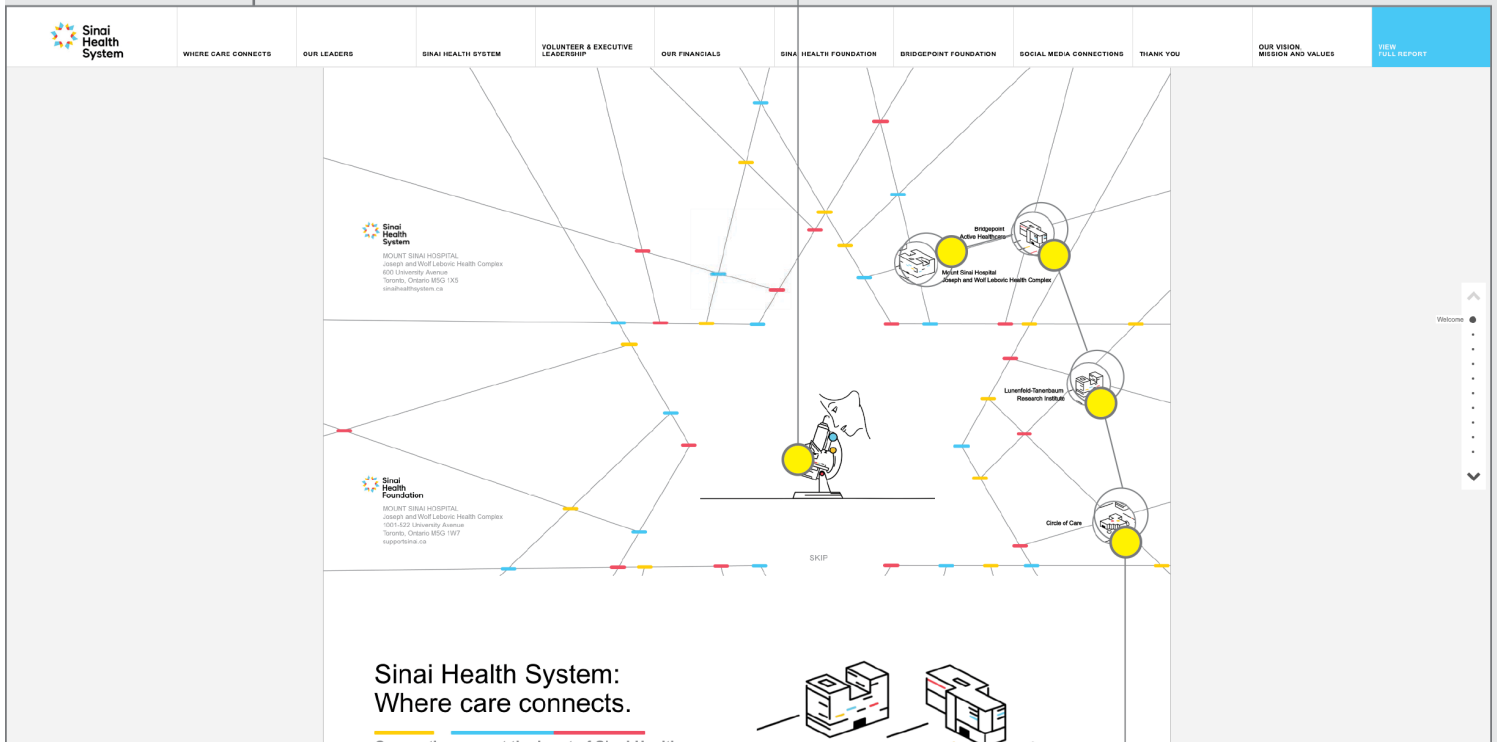 Sinai
Health
System
WHERE CARE CONNECTS
OUR LEADERS
SINAI HEALTH SYSTEM
VOLUNTEER & EXECUTIVE
LEADERSHIP
OUR FINANCIALS
SINAI HEALTH FOUNDATION
BRIDGEPOINT FOUNDATION
SOCIAL MEDIA CONNECTIONS
THANK YOU
OUR VISION,
MISSION AND VALUES
VIEW
FULL REPORT
Sinai
Health
System
MOUNT SINAI HOSPITAL
Joseph and Wolf Lebovic Health Complex
600 University Avenue
Toronto, Ontario M5G 1X5
sinaihealthsystem.ca
Bridgepoint
Active Healthcare
Mount Sinai Hospital
Joseph and Wolf Lebovic Health Complex
Welcome
Lunenfeld-Tanenbaum
Research Institute
Sinai
Health
Foundation
MOUNT SINAI HOSPITAL
Joseph and Wolf Lebovic Health Complex
1001-522 University Avenue
Toronto, Ontario M5G 1W7
supportsinai.ca
Circle of Care
SKIP
Sinai Health System:
Where care connects.